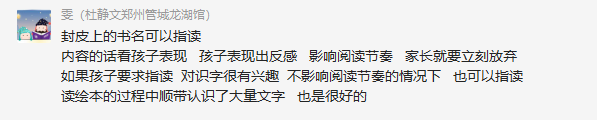 雯（杜静文郑州管城龙湖馆）
封皮上的书名可以指读
内容的话看孩子表现 孩子表现出反感 影响阅读节奏 家长就要立刻放弃
如果孩子要求指读 对识字很有兴趣 不影响阅读节奏的情况下 也可以指读
读绘本的过程中顺带认识了大量文字 也是很好的